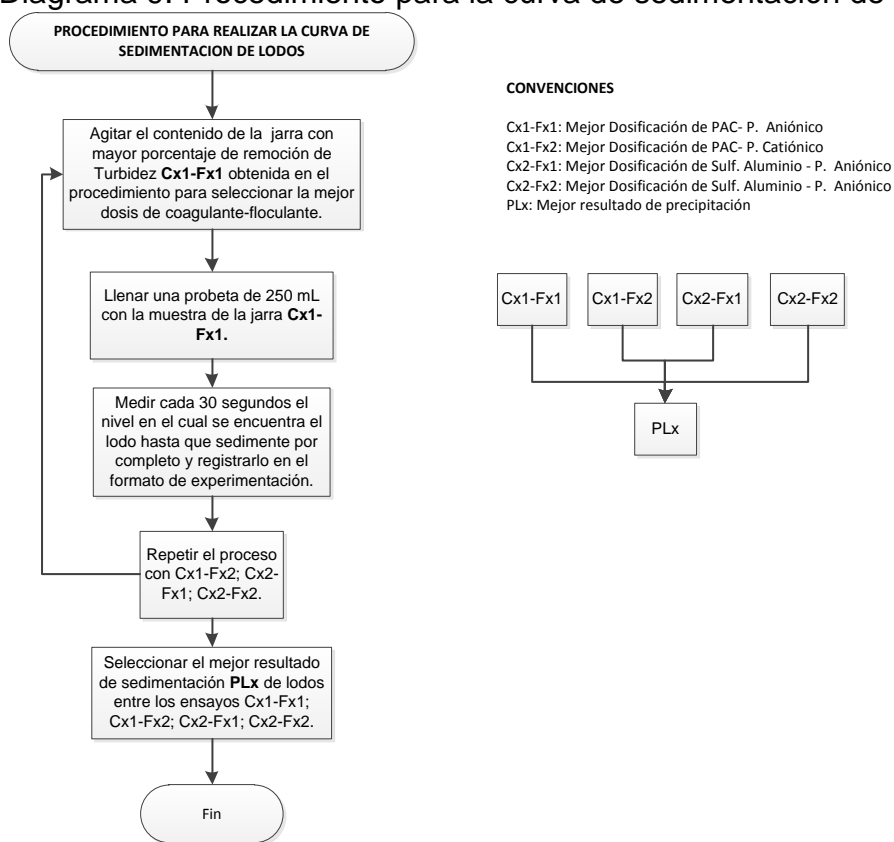 Diagrama 6. Procedimiento para la curva de sedimentación de
PROCEDIMIENTO PARA REALIZAR LA CURVA DE
SEDIMENTACION DE LODOS
Agitar el contenido de la jarra con
mayor porcentaje de remoción de
Turbidez Cx1-Fx1 obtenida en el
procedimiento para seleccionar la mejor
dosis de coagulante-floculante.
Llenar una probeta de 250 mL
con la muestra de la jarra Cx1-
Fx1.
Medir cada 30 segundos el
nivel en el cual se encuentra el
lodo hasta que sedimente por
completo y registrarlo en el
formato de experimentación.
Repetir el proceso
con Cx1-Fx2; Cx2-
Fx1; Cx2-Fx2.
Seleccionar el mejor resultado
de sedimentación PLx de lodos
entre los ensayos Cx1-Fx1;
Cx1-Fx2; Cx2-Fx1; Cx2-Fx2.
Fin
CONVENCIONES
Cx1-Fx1: Mejor Dosificación de PAC- P. Aniónico
Cx1-Fx2: Mejor Dosificación de PAC- P. Catiónico
Cx2-Fx1: Mejor Dosificación de Sulf. Aluminio - P. Aniónico
Cx2-Fx2: Mejor Dosificación de Sulf. Aluminio - P. Aniónico
PLx: Mejor resultado de precipitación
Cx1-Fx1
Cx1-Fx2
Cx2-Fx1
Cx2-Fx2
PLx